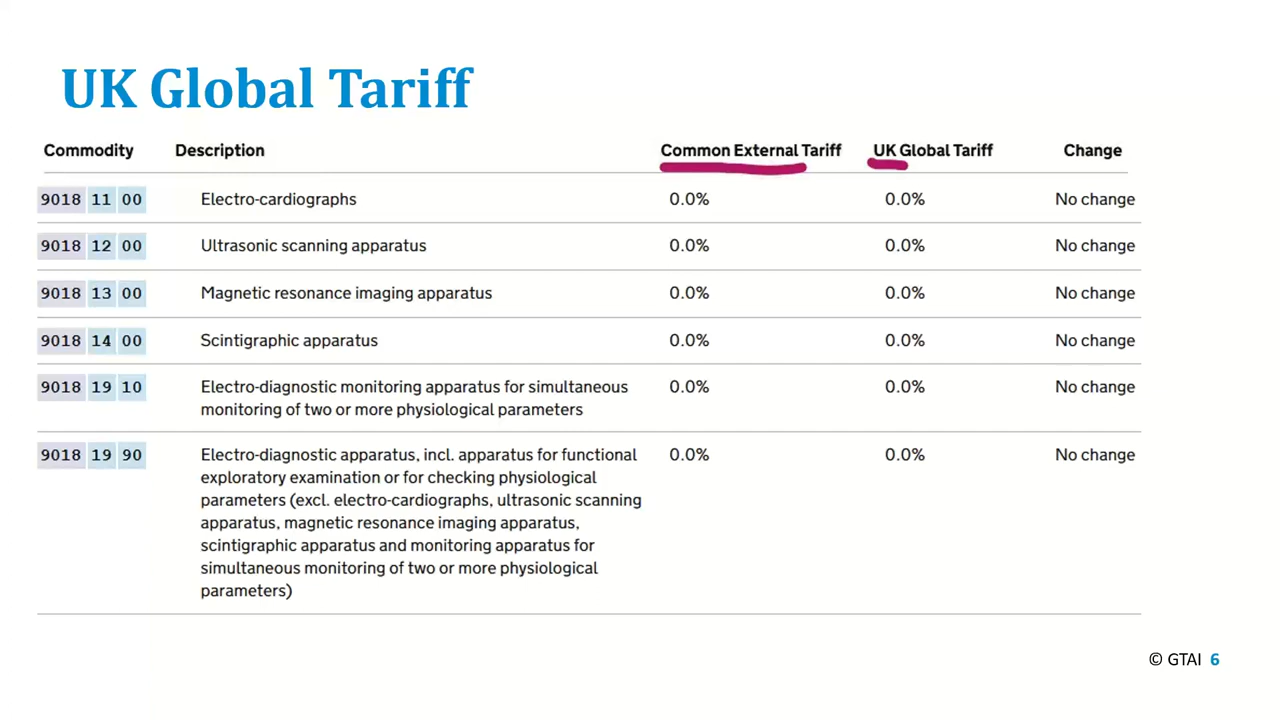 UK Global Tariff
Commodity Description Common External Tariff UK Global Tariff Change
9018 11 00 Electro-cardiographs 0.0% 0.0% No change
9018 12 00 Ultrasonic scanning apparatus 0.0% 0.0% No change
9018 13 00 Magnetic resonance imaging apparatus 0.0% 0.0% No change
9018 14 00 Scintigraphic apparatus 0.0% 0.0% No change
9018 19 10 Electro-diagnostic monitoring apparatus for simultaneous 0.0% 0.0% No change
monitoring of two or more physiological parameters
9018 19 90 Electro-diagnostic apparatus, incl. apparatus for functional 0.0% 0.0% No change
exploratory examination or for checking physiological
parameters (excl. electro-cardiographs, ultrasonic scanning
apparatus, magnetic resonance imaging apparatus,
scintigraphic apparatus and monitoring apparatus for
simultaneous monitoring of two or more physiological
parameters)
© GTAI 6